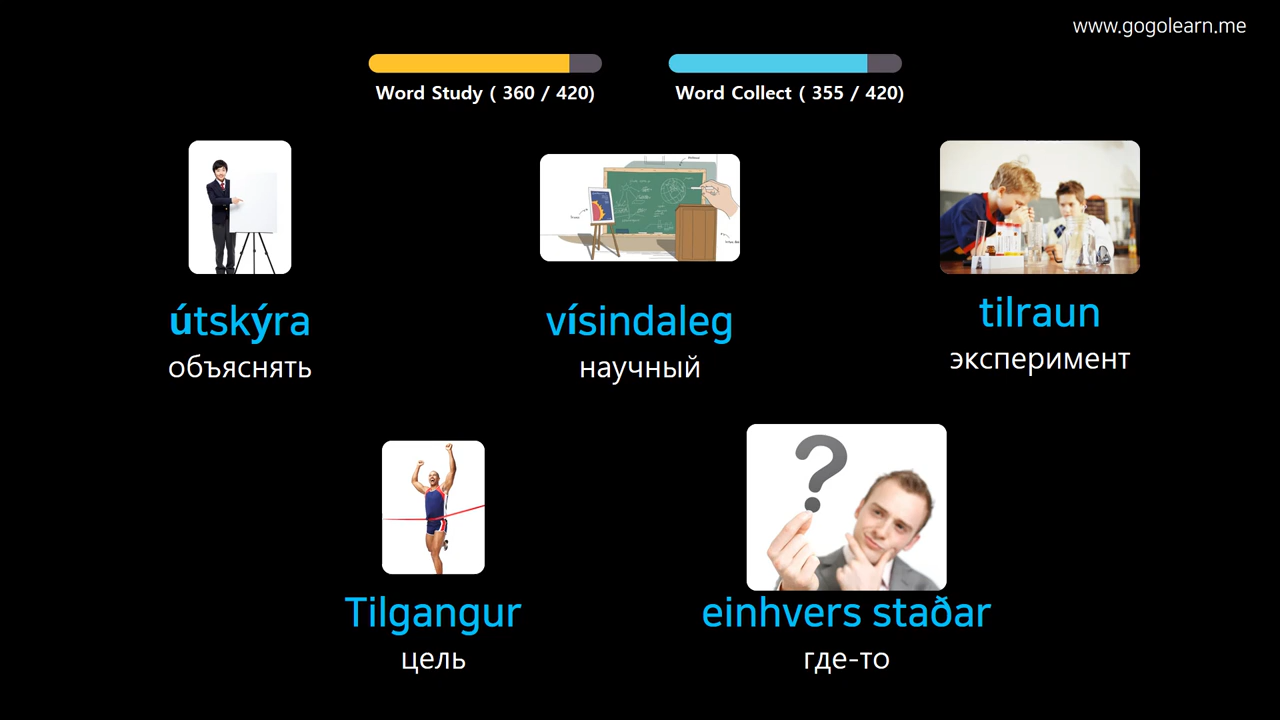 www.gogolearn.me
Word Study ( 360 / 420)
Word Collect ( 355 / 420)
útskýra
объяснять
vísindaleg
научный
tilraun
эксперимент
Tilgangur
цель
einhvers staðar
где-то